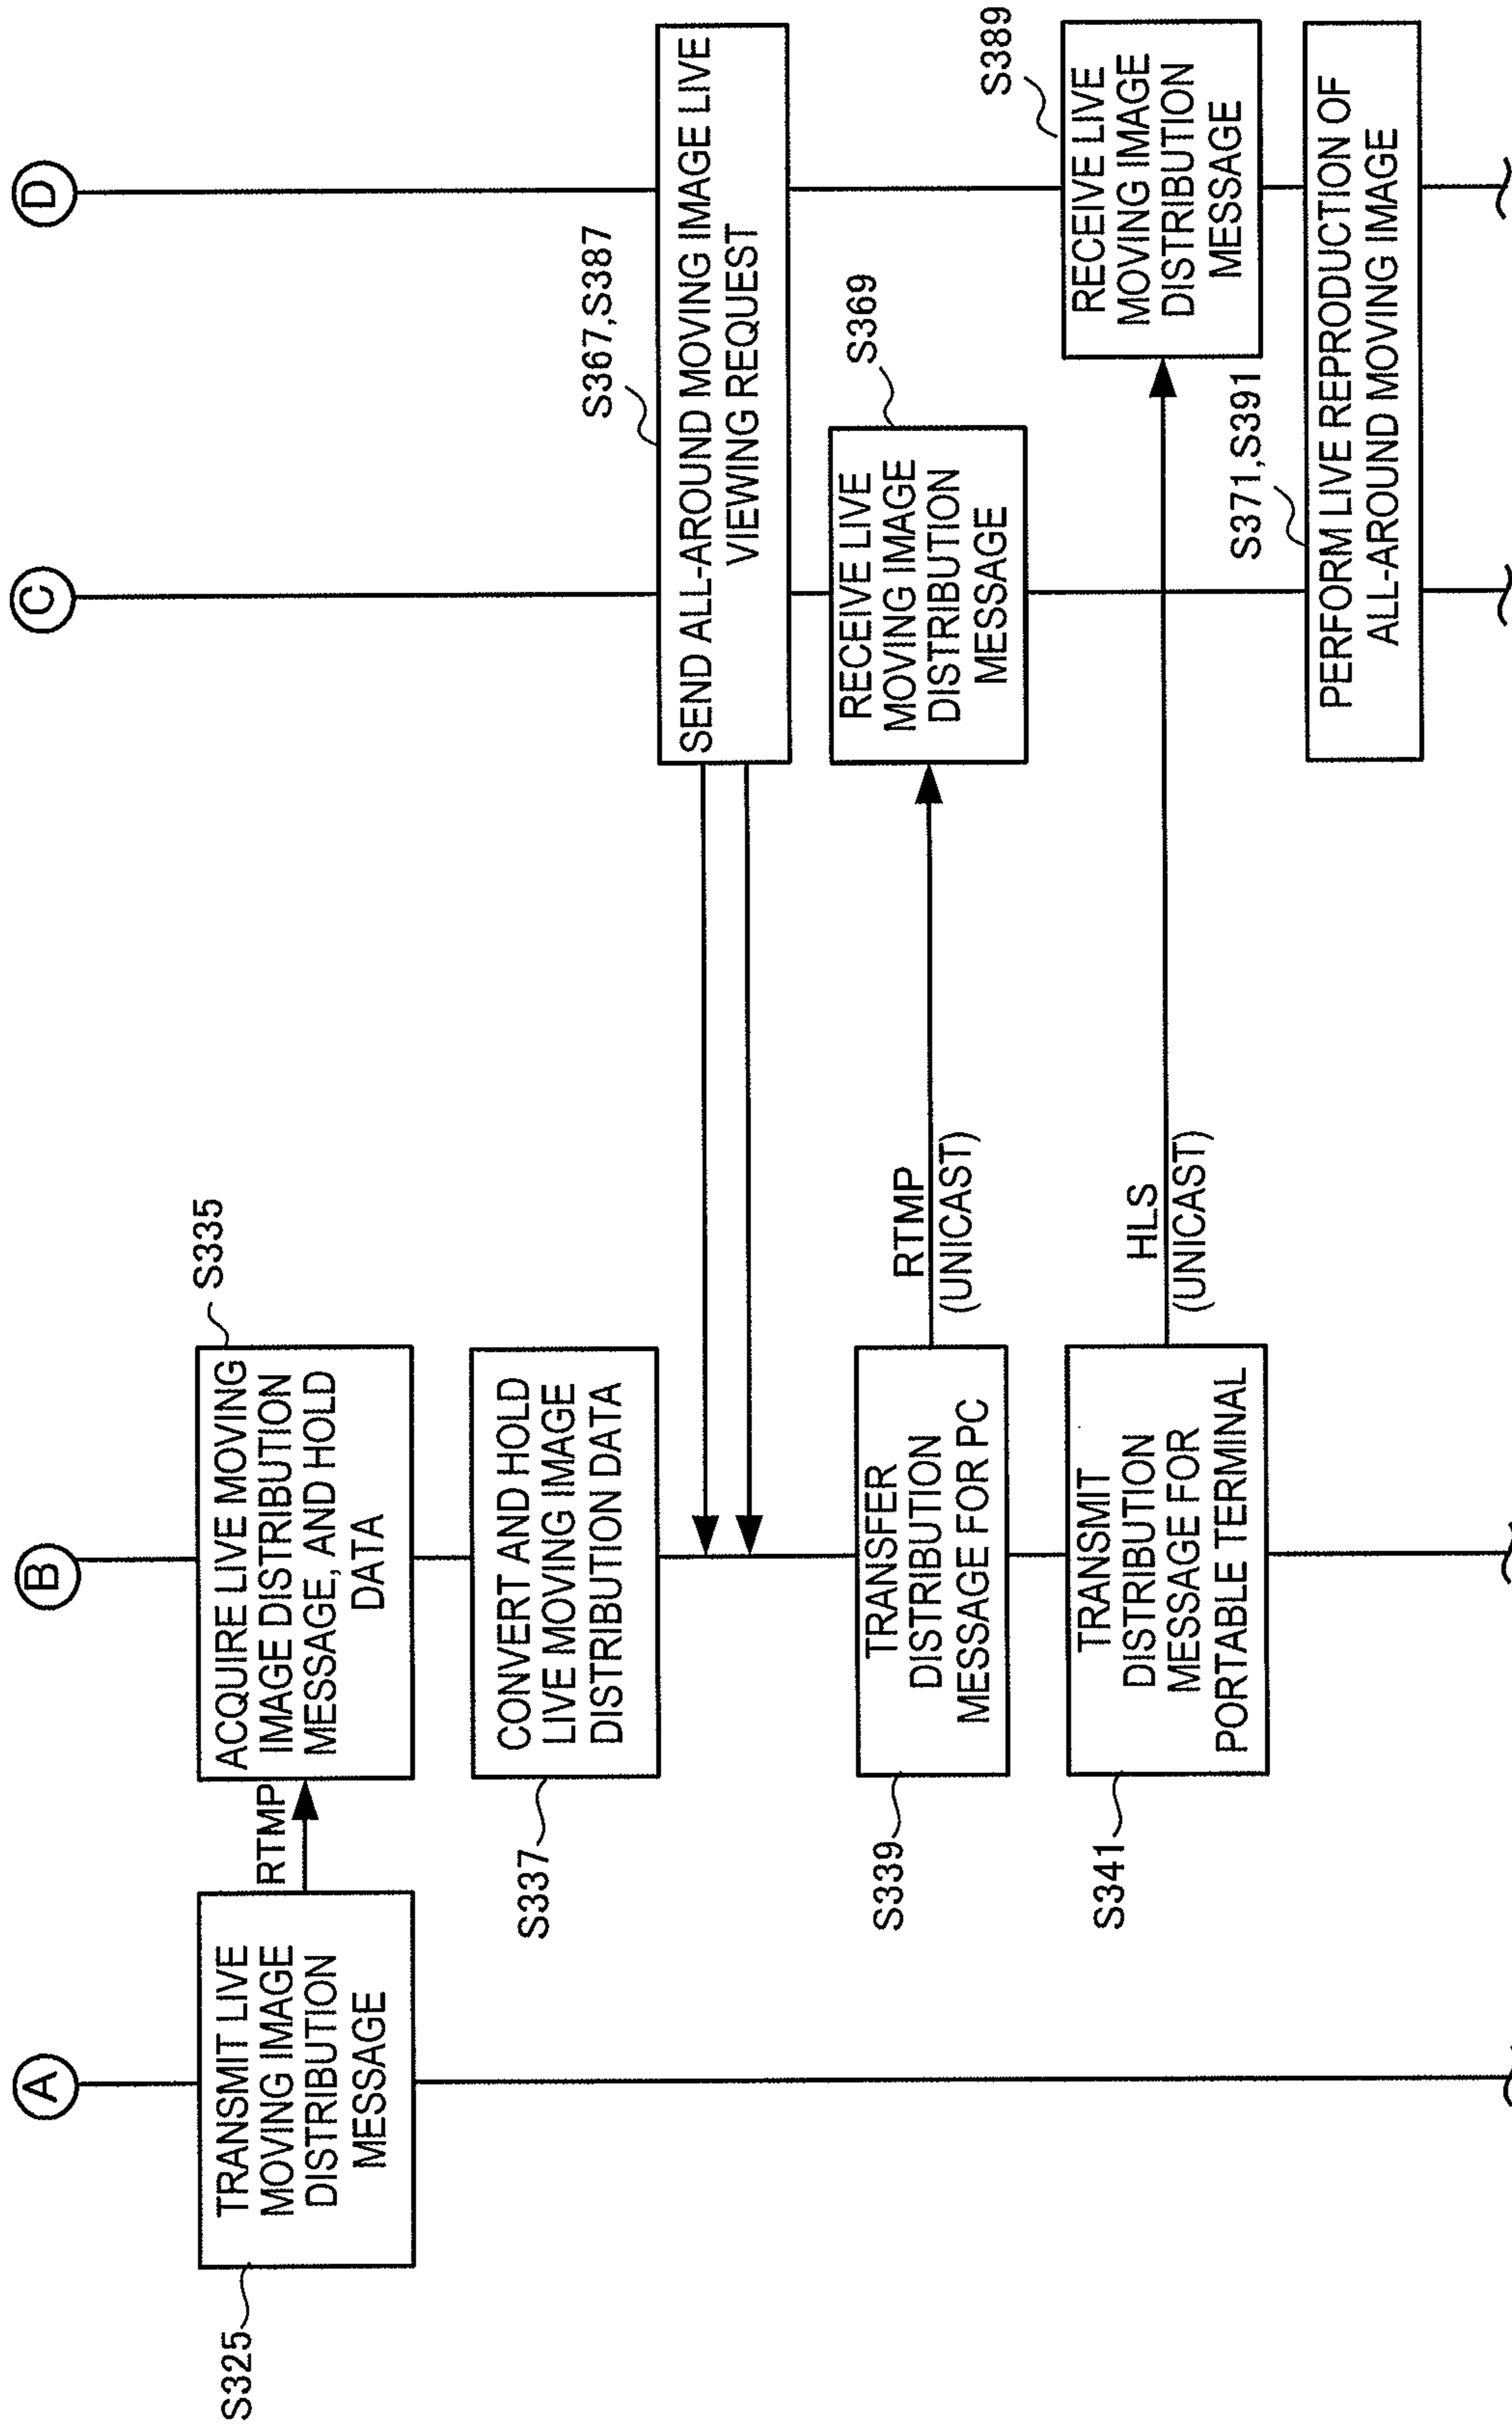 A
B
C
D
S325
TRANSMIT LIVE
MOVING IMAGE
DISTRIBUTION
MESSAGE
RTMP
S335
ACQUIRE LIVE MOVING
IMAGE DISTRIBUTION
MESSAGE, AND HOLD
DATA
S337
CONVERT AND HOLD
LIVE MOVING IMAGE
DISTRIBUTION DATA
S367,S387
SEND ALL-AROUND MOVING IMAGE LIVE
VIEWING REQUEST
S339
TRANSFER
DISTRIBUTION
MESSAGE FOR PC
RTMP
(UNICAST)
S369
RECEIVE LIVE
MOVING IMAGE
DISTRIBUTION
MESSAGE
S341
TRANSMIT
DISTRIBUTION
MESSAGE FOR
PORTABLE TERMINAL
HLS
(UNICAST)
S389
RECEIVE LIVE
MOVING IMAGE
DISTRIBUTION
MESSAGE
S371,S391
PERFORM LIVE REPRODUCTION OF
ALL-AROUND MOVING IMAGE